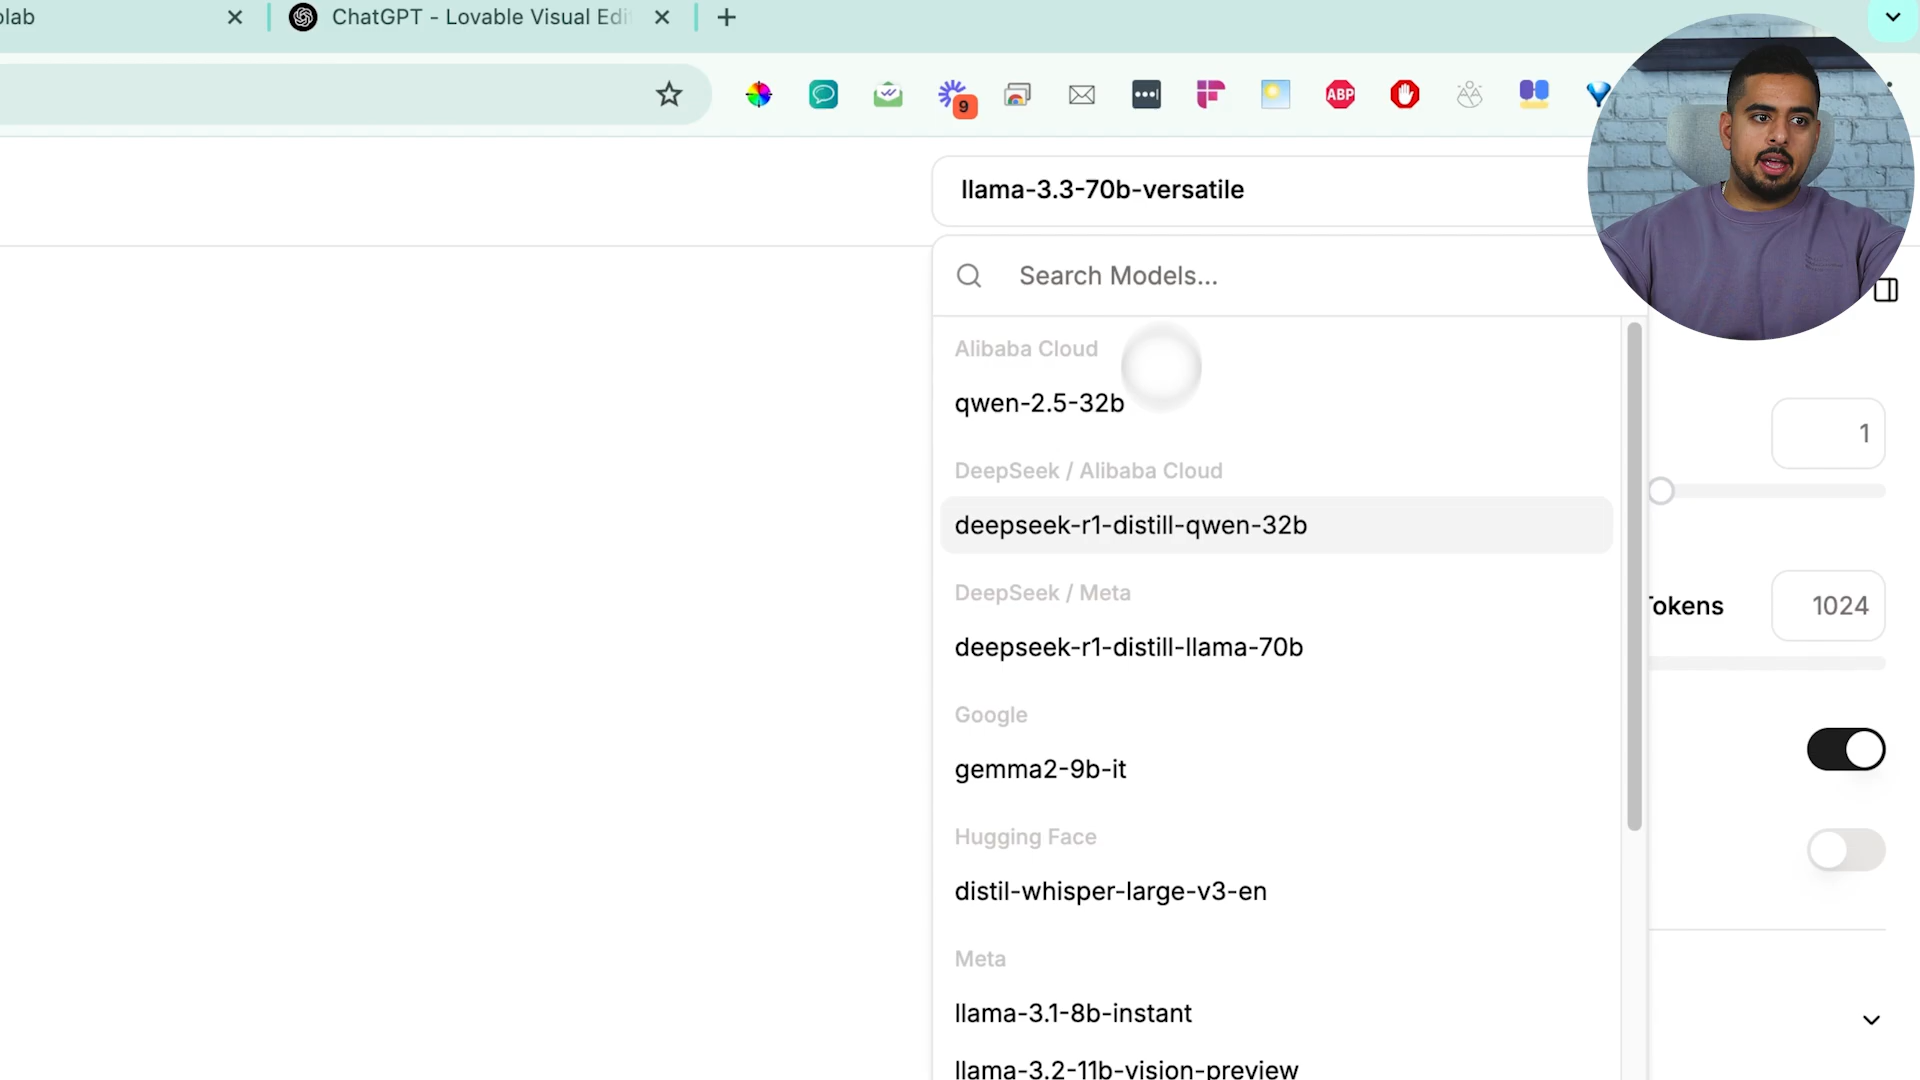 olab
ChatGPT - Lovable Visual Edi
9
ABP
llama-3.3-70b-versatile
Search Models...
Alibaba Cloud
qwen-2.5-32b
1
DeepSeek / Alibaba Cloud
deepseek-r1-distill-qwen-32b
DeepSeek / Meta
Tokens
1024
deepseek-r1-distill-llama-70b
Google
gemma2-9b-it
Hugging Face
distil-whisper-large-v3-en
Meta
llama-3.1-8b-instant
llama-3.2-11b-vision-preview